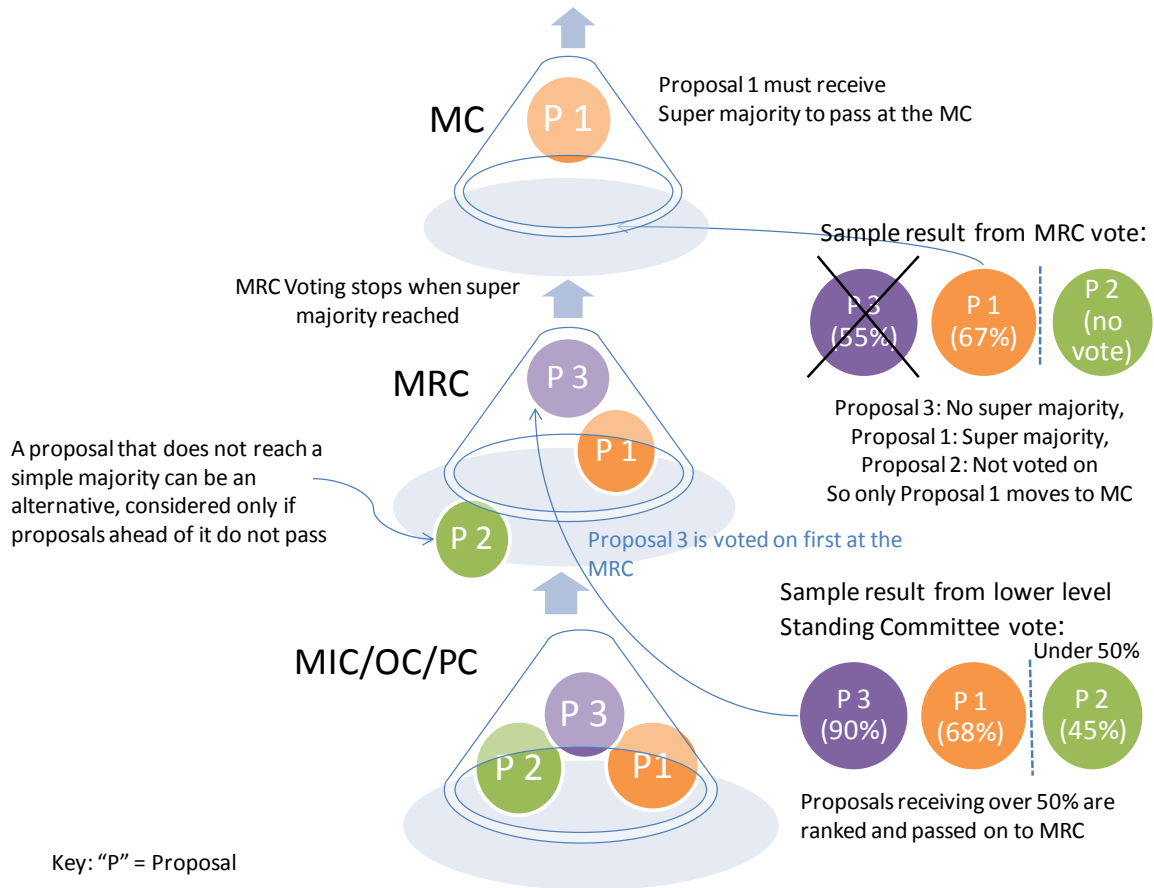 Proposal 1 must receive
Super majority to pass at the MC
MC
P 1
Sample result from MRC vote:
P 3
(55%)
P 1
(67%)
P 2
(no
vote)
MRC Voting stops when super
majority reached
MRC
P 3
P 1
Proposal 3: No super majority,
Proposal 1: Super majority,
Proposal 2: Not voted on
So only Proposal 1 moves to MC
A proposal that does not reach a
simple majority can be an
alternative, considered only if
proposals ahead of it do not pass
P 2
Proposal 3 is voted on first at the
MRC
Sample result from lower level
Standing Committee vote:
Under 50%
MIC/OC/PC
P 3
P 2
P1
P 3
(90%)
P 1
(68%)
P 2
(45%)
Proposals receiving over 50% are
ranked and passed on to MRC
Key: “P” = Proposal